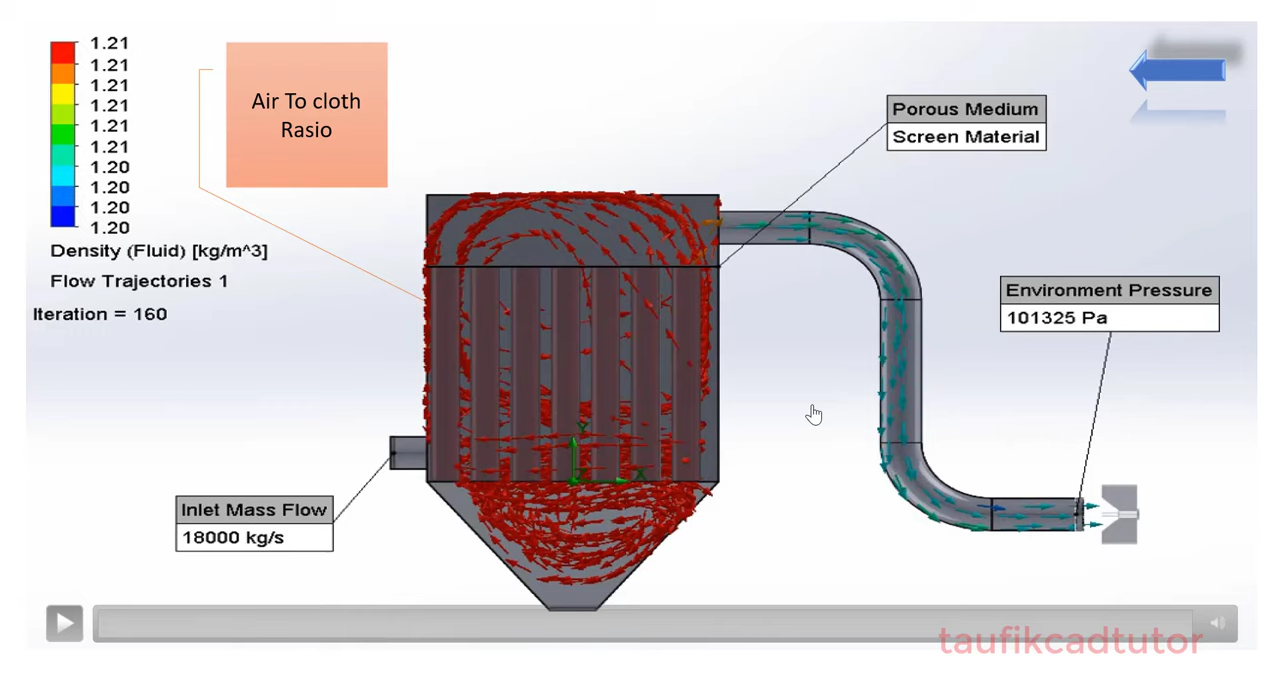 1.21
1.21
1.21
1.21
1.21
1.21
1.20
1.20
1.20
1.20
Density (Fluid) [kg/m^3]
Flow Trajectories 1
Iteration = 160
Air To cloth
Rasio
Porous Medium
Screen Material
Environment Pressure
101325 Pa
Inlet Mass Flow
18000 kg/s
Y
X
taufikcadtutor